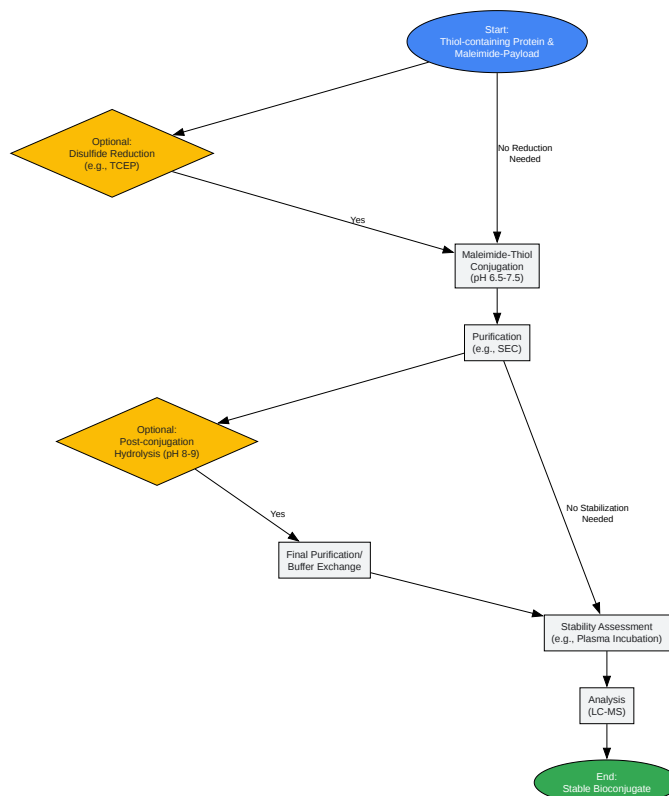 Start:
Thiol-containing Protein &
Maleimide-Payload
Optional:
Disulfide Reduction
(e.g., TCEP)
No Reduction
Needed
Yes
Maleimide-Thiol
Conjugation
(pH 6.5-7.5)
Purification
(e.g., SEC)
Optional:
Post-conjugation
Hydrolysis (pH 8-9)
Yes
No Stabilization
Needed
Final Purification/
Buffer Exchange
Stability Assessment
(e.g., Plasma Incubation)
Analysis
(LC-MS)
End:
Stable Bioconjugate